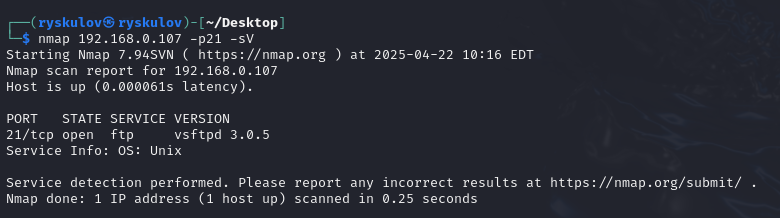 ┌──(ryskulov㉿ryskulov)-[~/Desktop]
└─$ nmap 192.168.0.107 -p21 -sV
Starting Nmap 7.94SVN ( https://nmap.org ) at 2025-04-22 10:16 EDT
Nmap scan report for 192.168.0.107
Host is up (0.000061s latency).

PORT   STATE SERVICE VERSION
21/tcp open  ftp     vsftpd 3.0.5
Service Info: OS: Unix

Service detection performed. Please report any incorrect results at https://nmap.org/submit/ .
Nmap done: 1 IP address (1 host up) scanned in 0.25 seconds